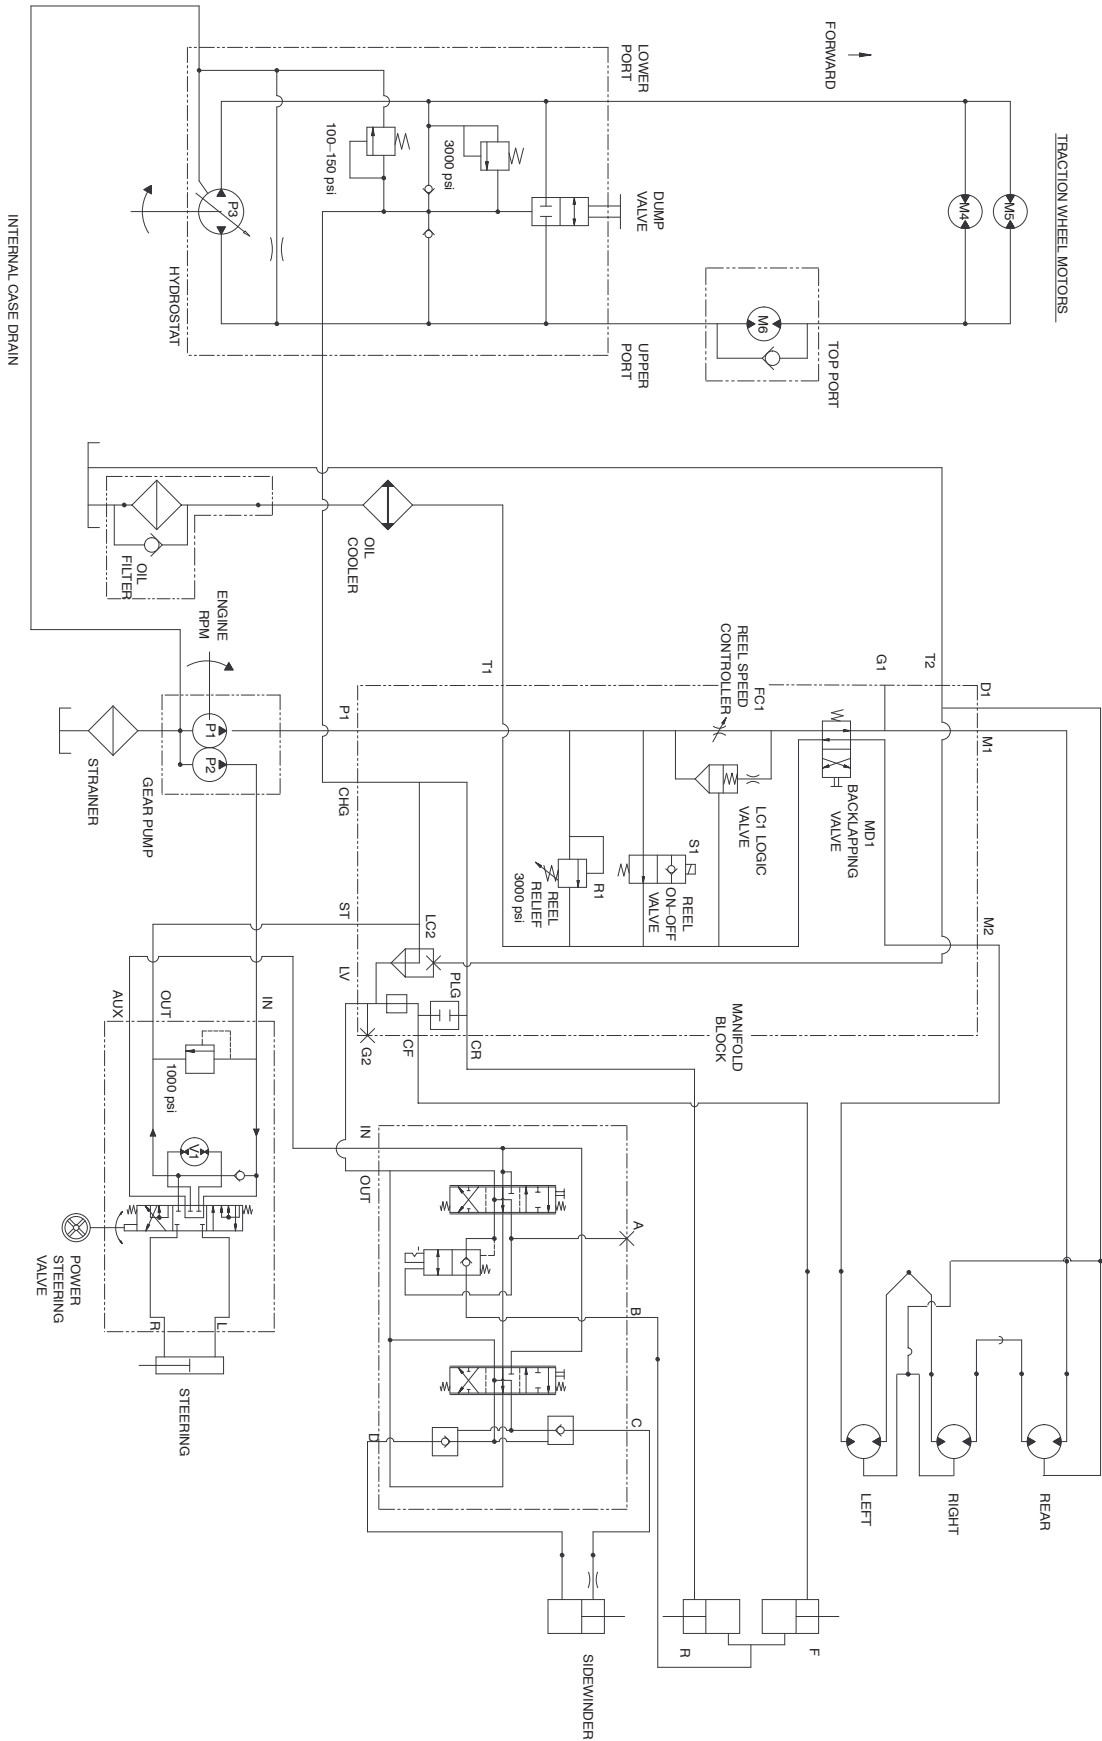 FORWARD
TRACTION WHEEL MOTORS
LOWER
PORT
M5
M4
DUMP
VALVE
3000 psi
100–150 psi
P3
HYDROSTAT
INTERNAL CASE DRAIN
UPPER
PORT
M6
TOP PORT
OIL
COOLER
OIL
FILTER
ENGINE
RPM
P1
P2
GEAR PUMP
STRAINER
T1
P1
CHG
ST
LV
REEL SPEED
CONTROLLER
FC1
G1
T2
D1
M1
M2
MD1
BACKLAPPING
VALVE
LC1 LOGIC
VALVE
S1
REEL
ON–OFF
VALVE
R1
REEL
RELIEF
3000 psi
LC2
PLG
MANIFOLD
BLOCK
G2
CF
CR
IN
OUT
AUX
1000 psi
V1
POWER
STEERING
VALVE
R
L
STEERING
IN
OUT
A
B
C
D
REAR
RIGHT
LEFT
F
R
SIDEWINDER